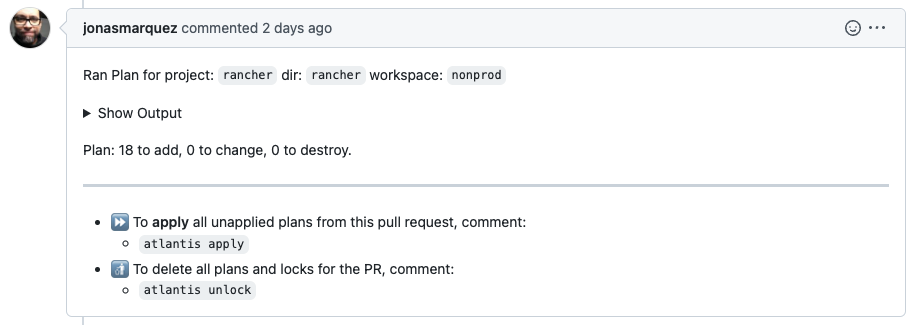 jonasmarquez commented 2 days ago
Ran Plan for project: rancher dir: rancher workspace: nonprod
Show Output
Plan: 18 to add, 0 to change, 0 to destroy.
To apply all unapplied plans from this pull request, comment:
atlantis apply
To delete all plans and locks for the PR, comment:
atlantis unlock